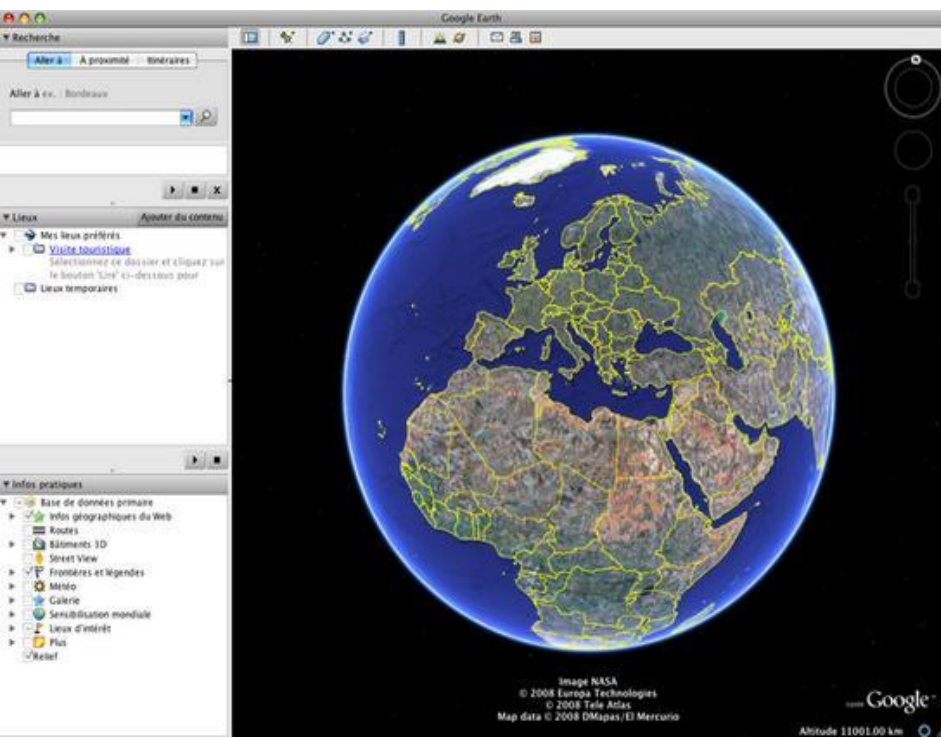 Google Earth
Recherche
Aller à
A proximité
Itinéraires
Aller à ex. : Bordeaux
X
Lieux
Ajouter du contenu
Mes lieux préférés
Visite touristique
Sélectionnez ce dossier et cliquez sur
le bouton 'Lire' ci-dessous pour
Lieux temporaires
Infos pratiques
Base de données primaire
Infos géographiques du Web
Routes
Bâtiments 3D
Street View
Frontières et légendes
Météo
Galerie
Sensibilisation mondiale
Lieux d'intérêt
Plus
Relief
N
Image NASA
© 2008 Europa Technologies
© 2008 Tele Atlas
Map data © 2008 DMapas/El Mercurio
Google
Altitude 11001.00 km